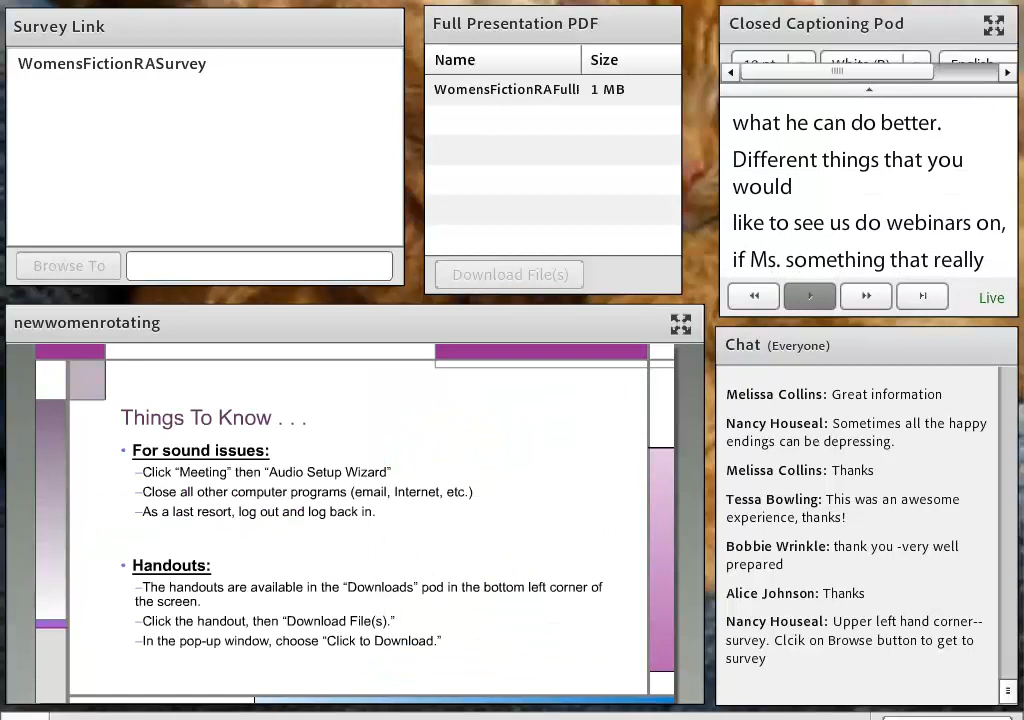 Survey Link
WomensFictionRASurvey
Browse To
Full Presentation PDF
Name Size
WomensFictionRAFull 1 MB
Download File(s)
Closed Captioning Pod
what he can do better.
Different things that you
would
like to see us do webinars on,
if Ms. something that really
Live
newwomenrotating
Things To Know . . .
• For sound issues:
–Click “Meeting” then “Audio Setup Wizard”
–Close all other computer programs (email, Internet, etc.)
–As a last resort, log out and log back in.
• Handouts:
–The handouts are available in the “Downloads” pod in the bottom left corner of
the screen.
–Click the handout, then “Download File(s).”
–In the pop-up window, choose “Click to Download.”
Chat (Everyone)
Melissa Collins: Great information
Nancy Houseal: Sometimes all the happy
endings can be depressing.
Melissa Collins: Thanks
Tessa Bowling: This was an awesome
experience, thanks!
Bobbie Wrinkle: thank you -very well
prepared
Alice Johnson: Thanks
Nancy Houseal: Upper left hand corner--
survey. Clcik on Browse button to get to
survey